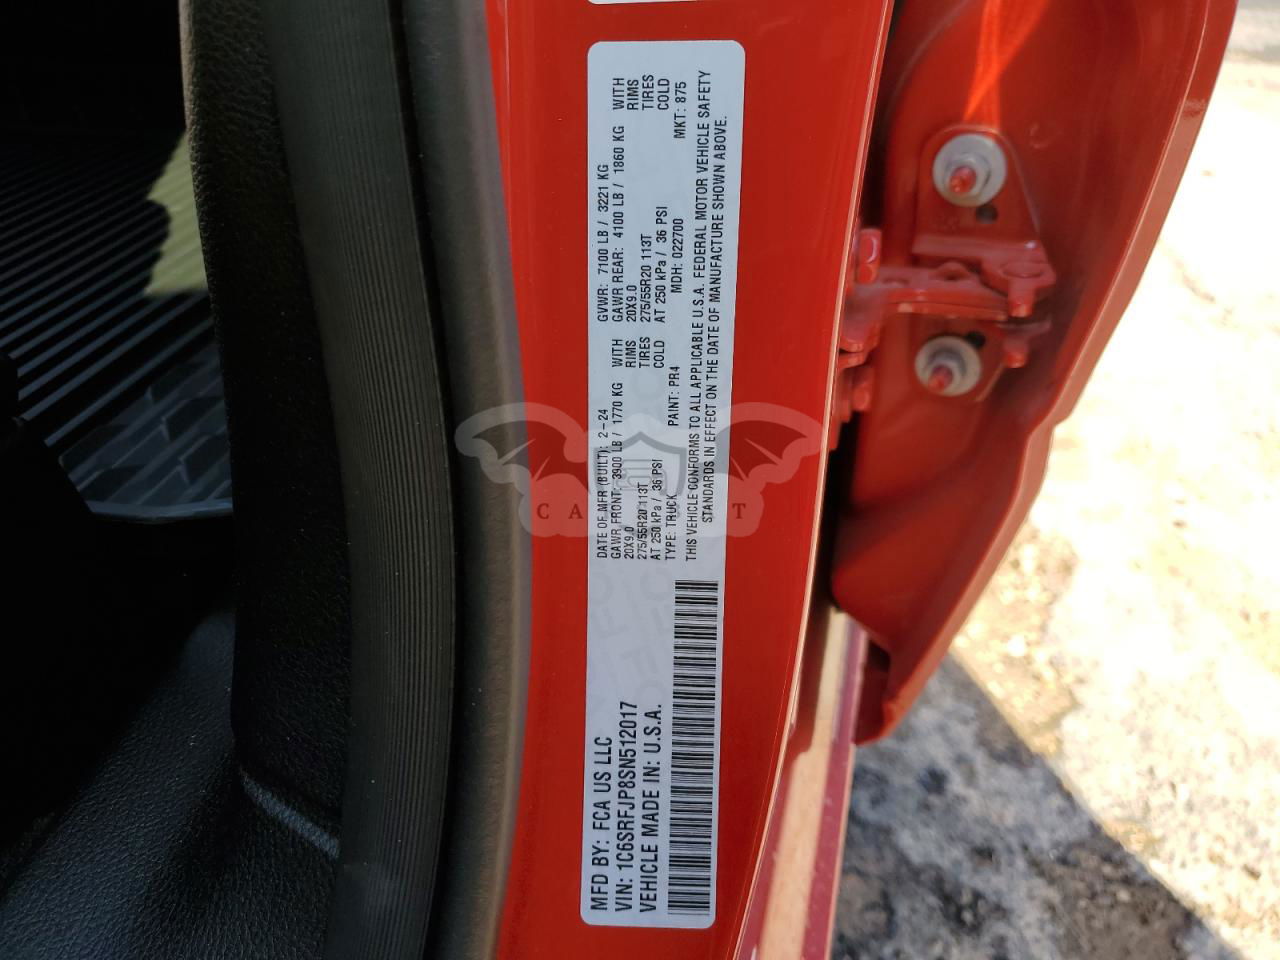 MFD BY: FCA US LLC
VIN: 1C6SRFJP8SN512017
VEHICLE MADE IN: U.S.A.
DATE OF MFR (BUILT): 2-24 GVWR: 7100 LB / 3221 KG
GAWR FRONT: 3900 LB / 1770 KG WITH GAWR REAR: 4100 LB / 1860 KG WITH
20X9.0 RIMS 20X9.0 RIMS
275/55R20 113T TIRES 275/55R20 113T TIRES
AT 250 kPa / 36 PSI COLD AT 250 kPa / 36 PSI COLD
TYPE: TRUCK PAINT: PR4 MDH: 022700 MKT: 875
THIS VEHICLE CONFORMS TO ALL APPLICABLE U.S.A. FEDERAL MOTOR VEHICLE SAFETY
STANDARDS IN EFFECT ON THE DATE OF MANUFACTURE SHOWN ABOVE.